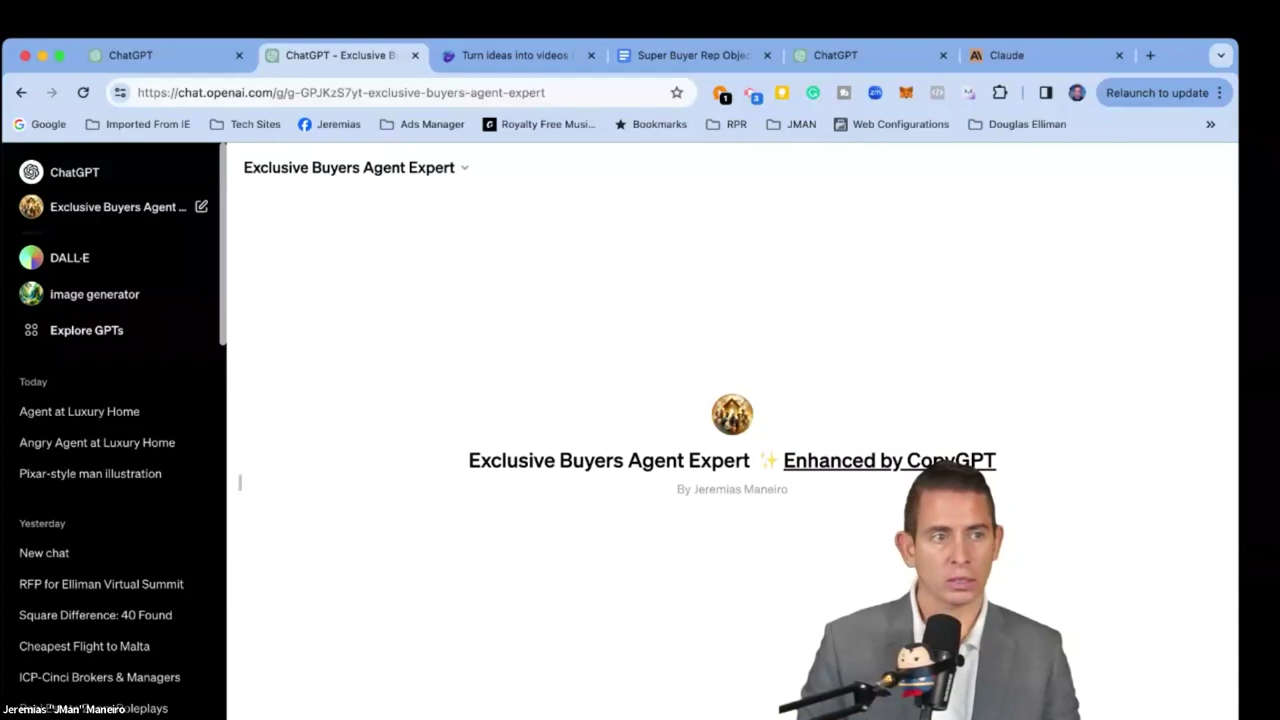 ChatGPT
ChatGPT - Exclusive B
Turn ideas into videos
Super Buyer Rep Objec
ChatGPT
Claude
https://chat.openai.com/g/g-GPJKzS7yt-exclusive-buyers-agent-expert
1
3
Relaunch to update
Google
Imported From IE
Tech Sites
Jeremias
Ads Manager
Royalty Free Musi...
Bookmarks
RPR
JMAN
Web Configurations
Douglas Elliman
»
ChatGPT
Exclusive Buyers Agent ...
DALL·E
image generator
Explore GPTs
Today
Agent at Luxury Home
Angry Agent at Luxury Home
Pixar-style man illustration
Yesterday
New chat
RFP for Elliman Virtual Summit
Square Difference: 40 Found
Cheapest Flight to Malta
ICP-Cinci Brokers & Managers
Roleplays
Exclusive Buyers Agent Expert
Exclusive Buyers Agent Expert ✨ Enhanced by CopyGPT
By Jeremias Maneiro
Jeremias "JMan" Maneiro